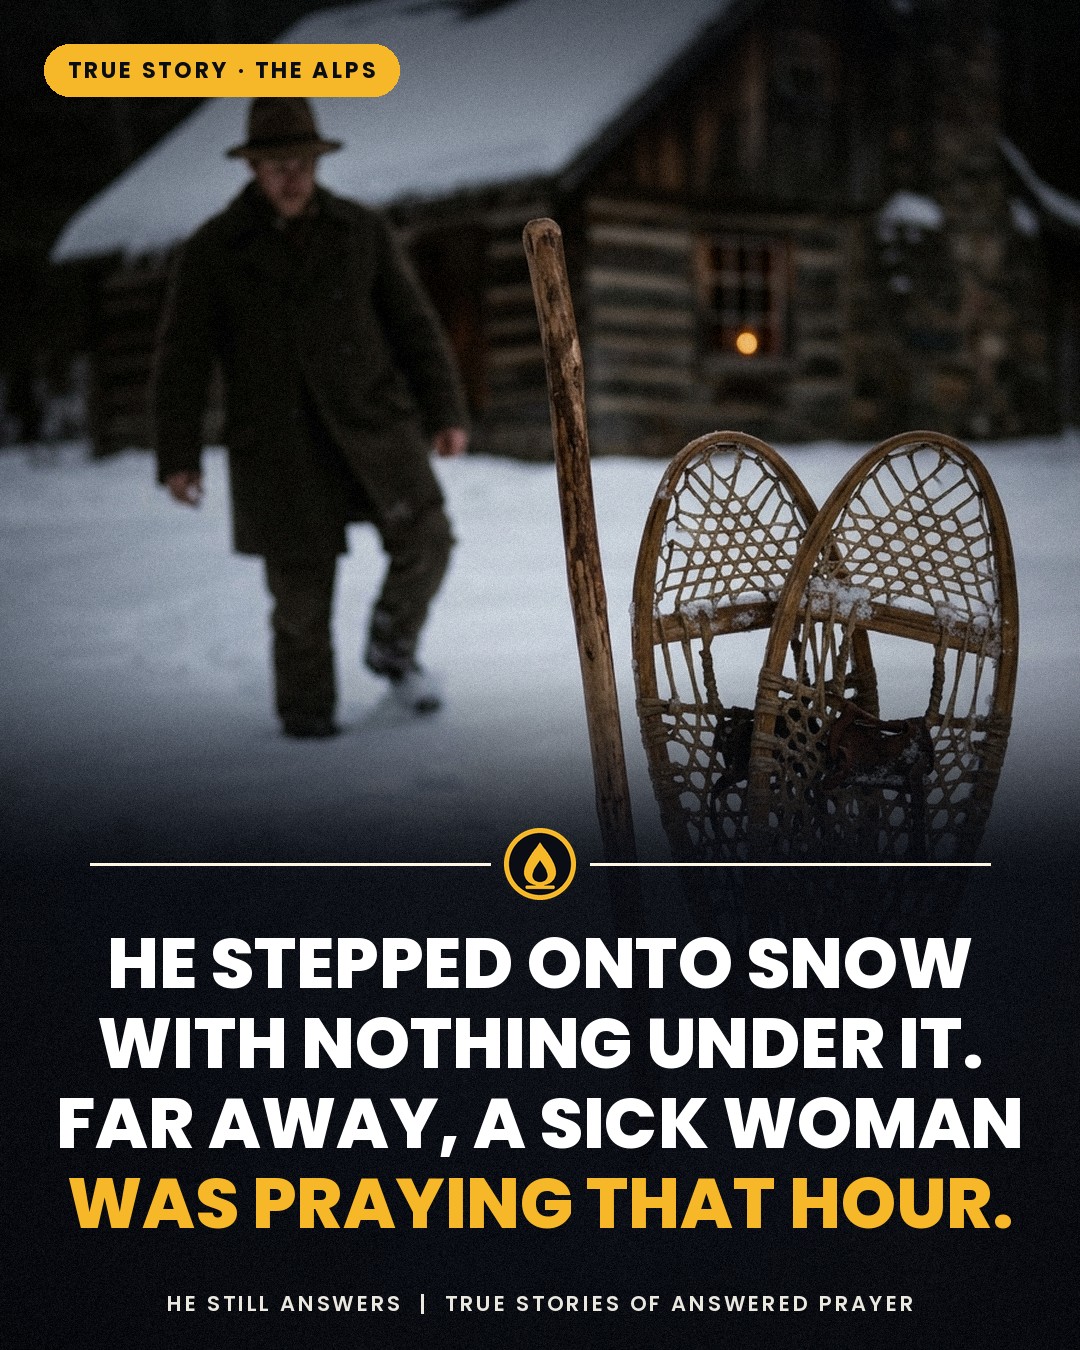 TRUE STORY · THE ALPS
HE STEPPED ONTO SNOW
WITH NOTHING UNDER IT.
FAR AWAY, A SICK WOMAN
WAS PRAYING THAT HOUR.
HE STILL ANSWERS | TRUE STORIES OF ANSWERED PRAYER